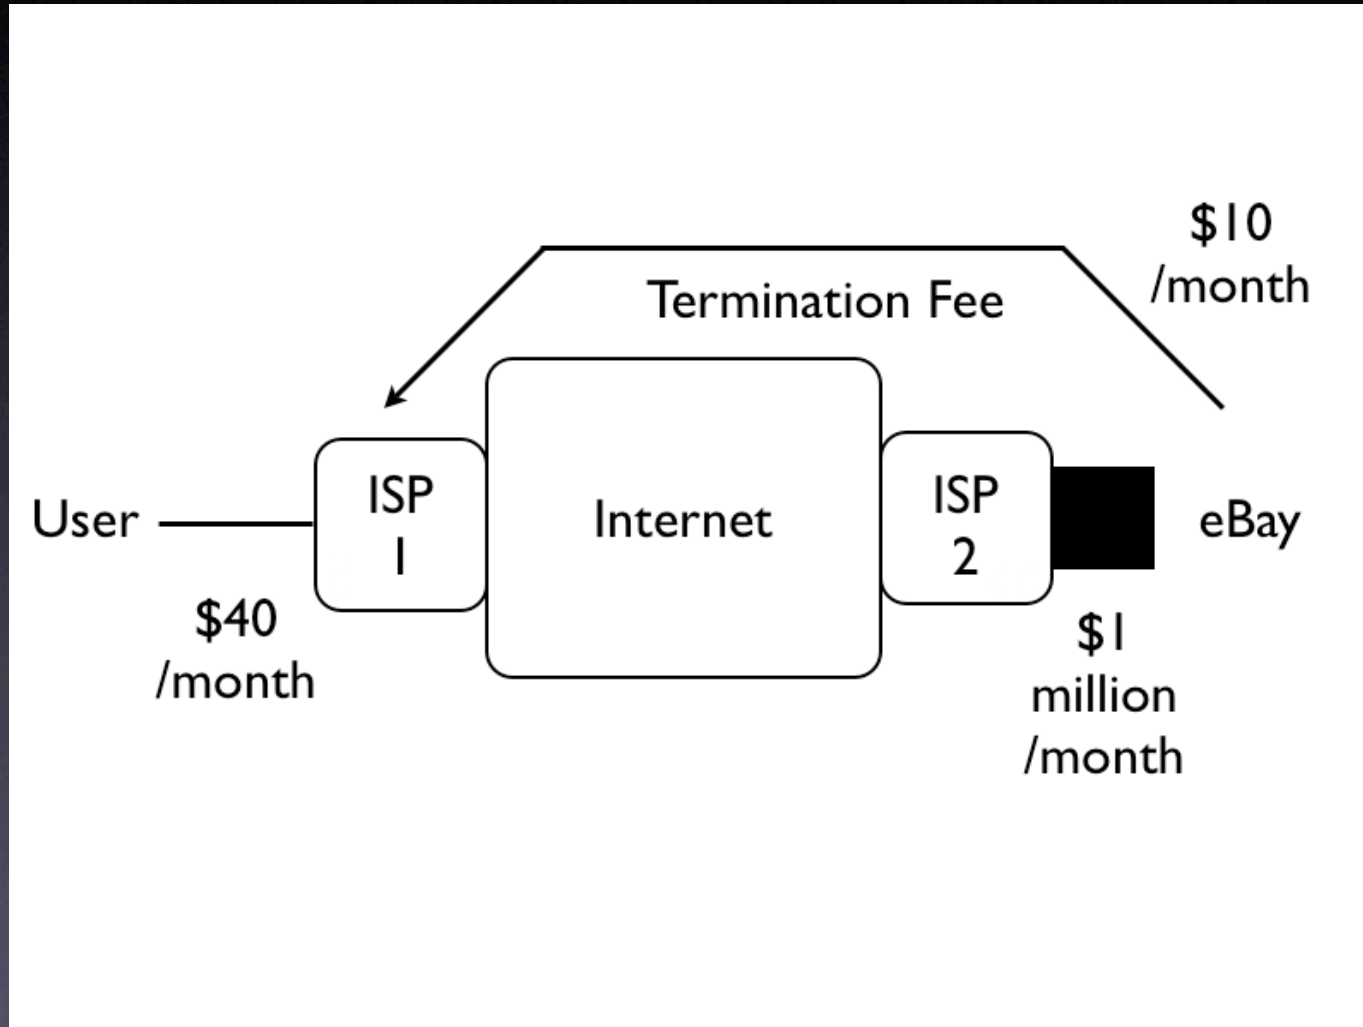 $10
/month
Termination Fee
User
ISP
1
Internet
ISP
2
eBay
$40
/month
$1
million
/month